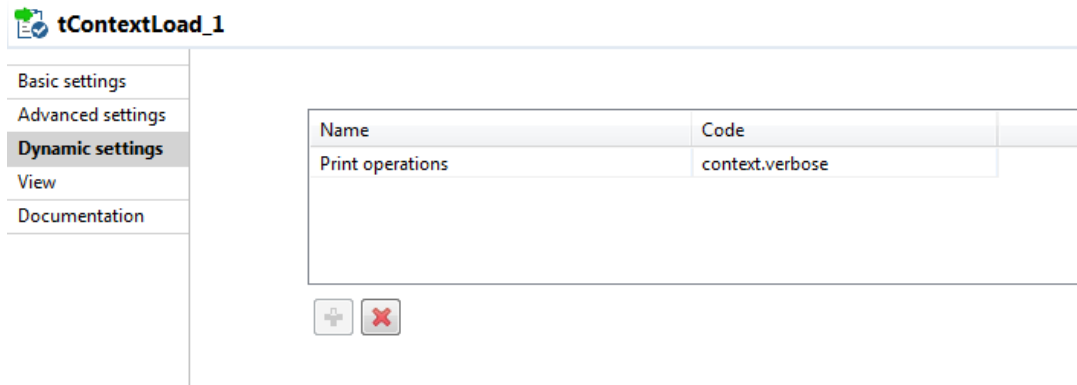 tContextLoad_1
Basic settings
Advanced settings
Dynamic settings
View
Documentation
Name Code
Print operations context.verbose